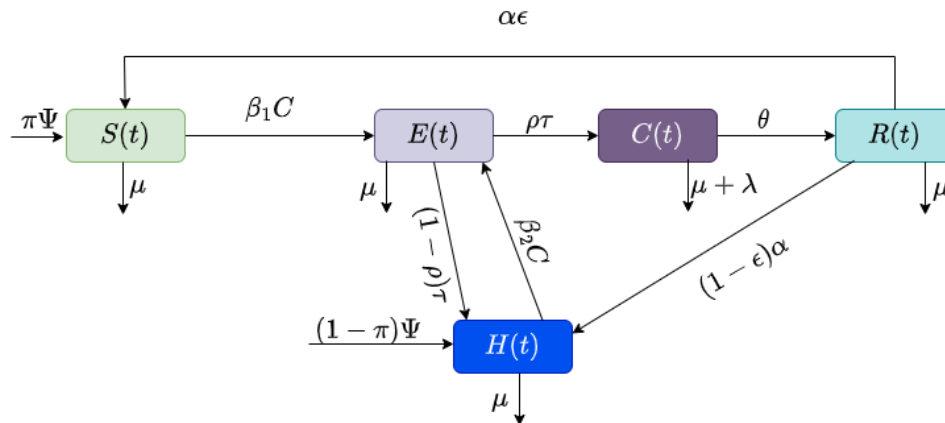 αϵ
πΨ
S(t)
β₁C
E(t)
ρτ
C(t)
θ
R(t)
μ
μ
μ + λ
μ
(1 − ρ)τ
β₂C
(1 − ϵ)α
(1 − π)Ψ
H(t)
μ